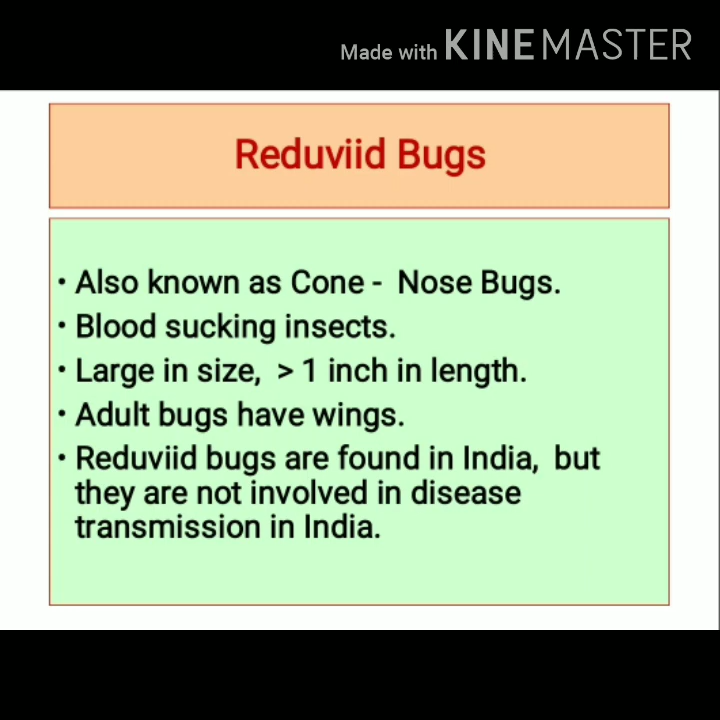 Made with KINEMASTER
Reduviid Bugs
• Also known as Cone - Nose Bugs.
• Blood sucking insects.
• Large in size, > 1 inch in length.
• Adult bugs have wings.
• Reduviid bugs are found in India, but
they are not involved in disease
transmission in India.